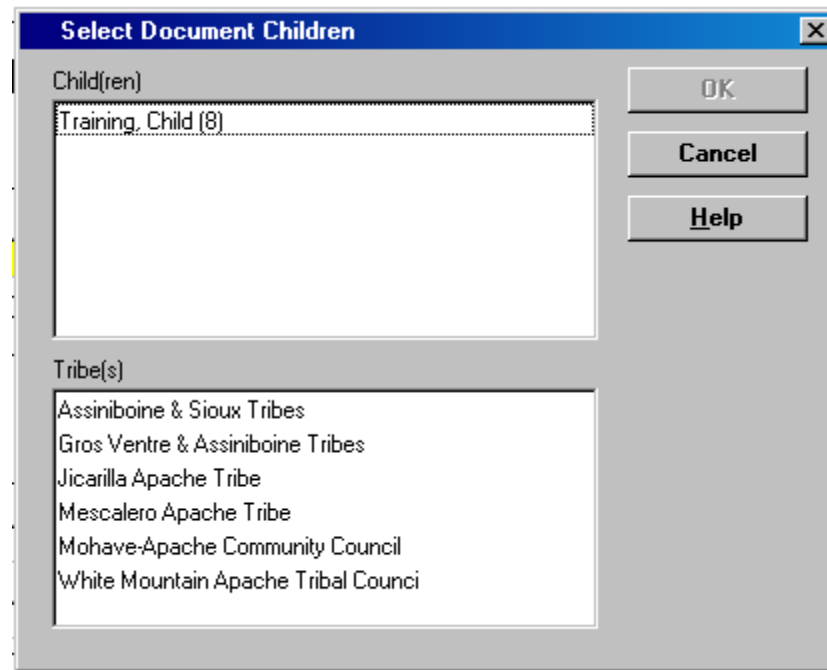 Select Document Children
Child(ren)
OK
Training, Child (8)
Cancel
Help
Tribe(s)
Assiniboine & Sioux Tribes
Gros Ventre & Assiniboine Tribes
Jicarilla Apache Tribe
Mescalero Apache Tribe
Mohave-Apache Community Council
White Mountain Apache Tribal Counci